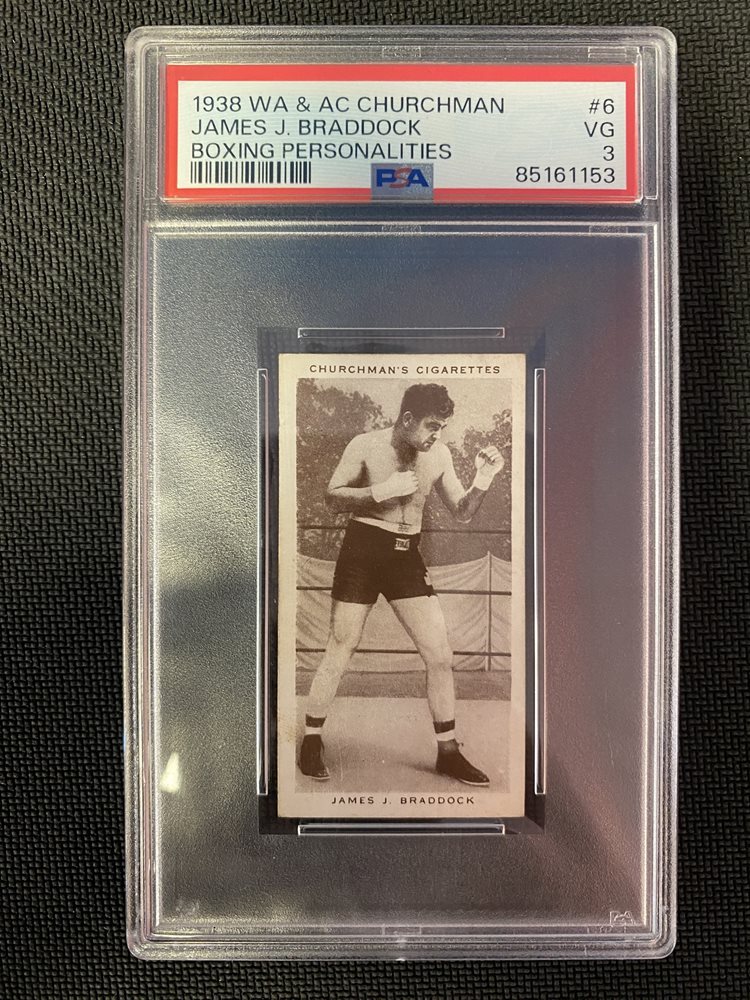 1938 WA & AC CHURCHMAN #6
JAMES J. BRADDOCK VG
BOXING PERSONALITIES 3
PSA 85161153
CHURCHMAN'S CIGARETTES
JAMES J. BRADDOCK